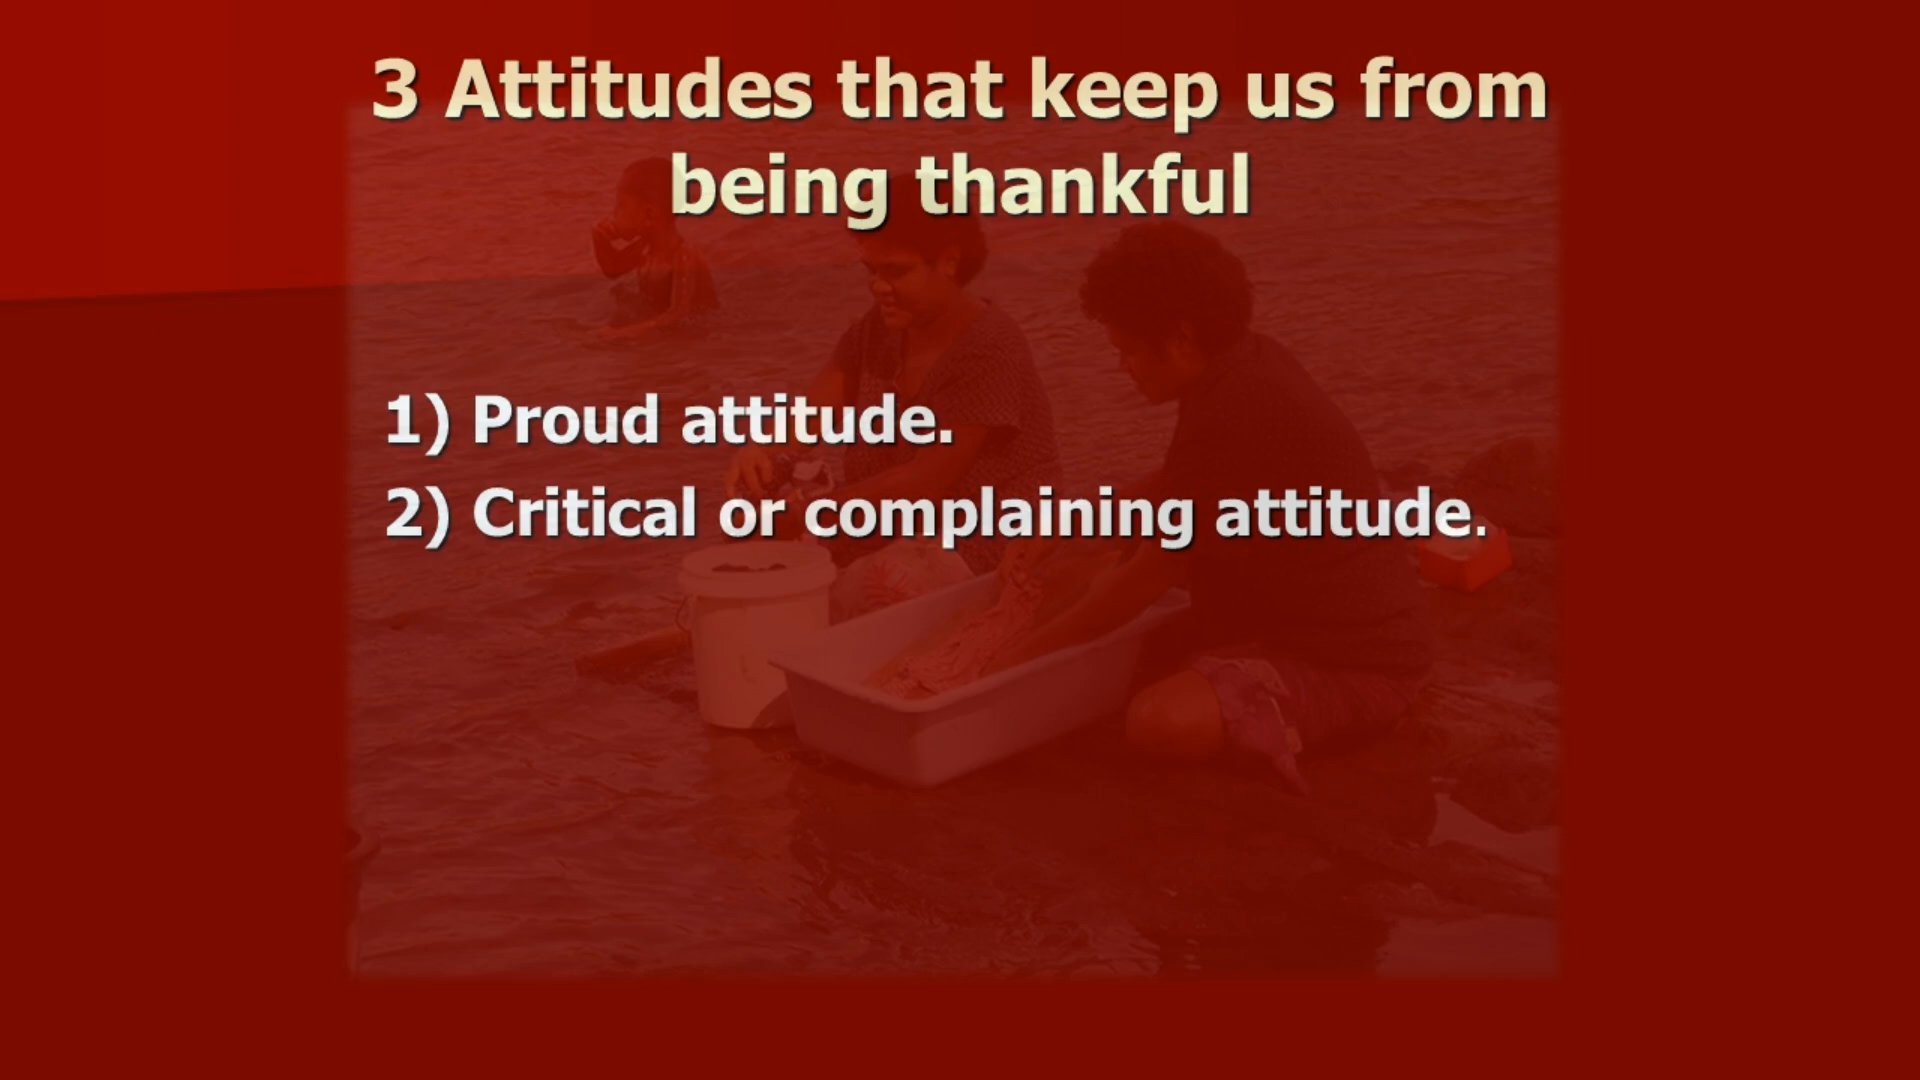 3 Attitudes that keep us from
being thankful
1) Proud attitude.
2) Critical or complaining attitude.